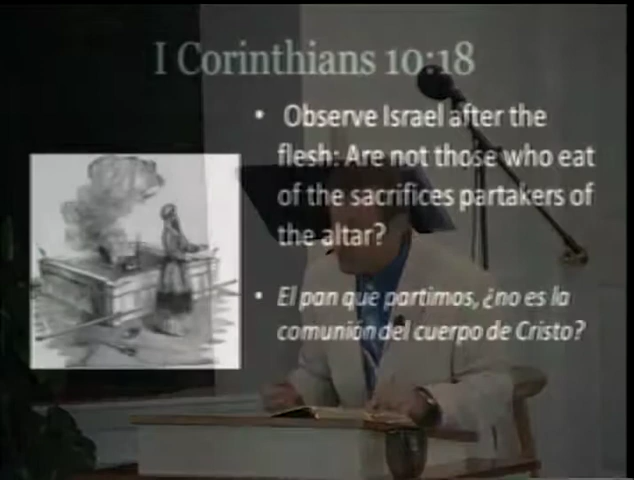 I Corinthians 10:18
• Observe Israel after the
flesh: Are not those who eat
of the sacrifices partakers of
the altar?
• El pan que partimos, ¿no es la
comunión del cuerpo de Cristo?